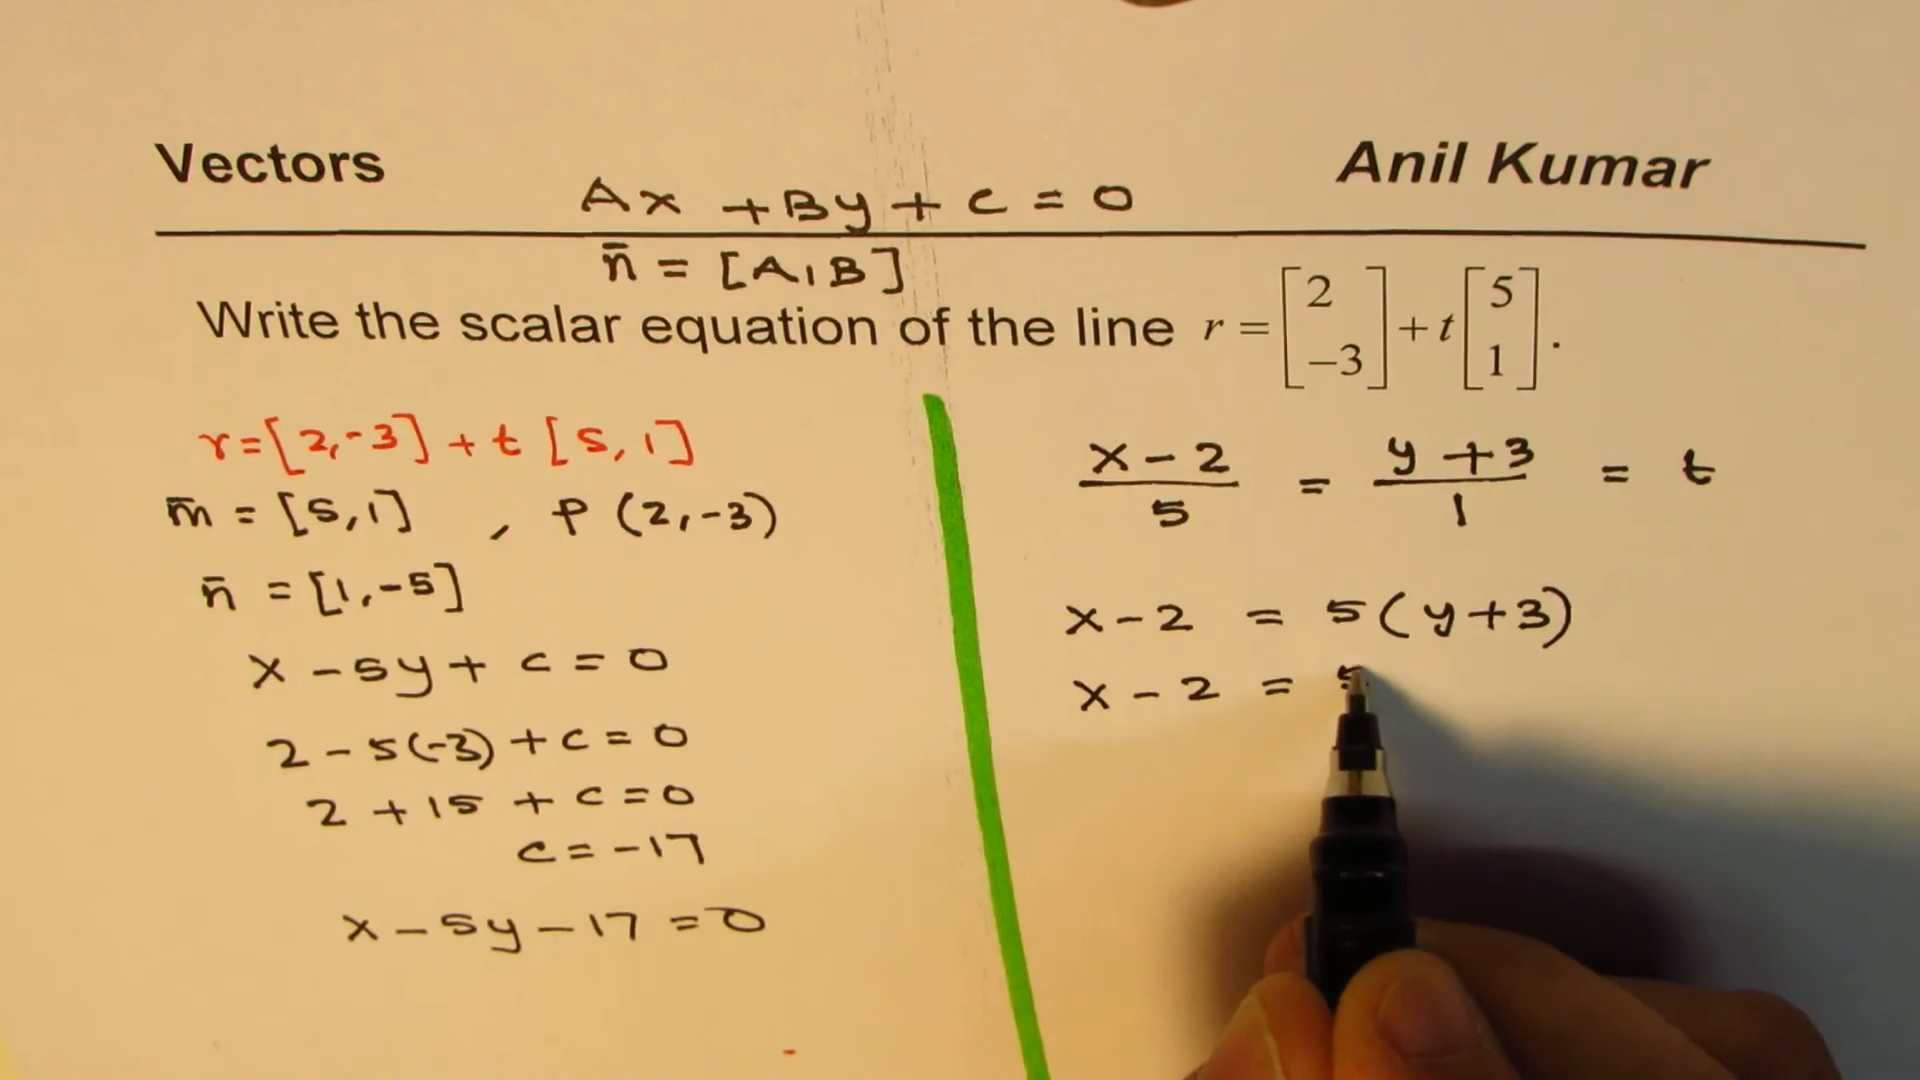 Vectors
Anil Kumar
Ax + By + C = 0
n̄ = [A, B]
Write the scalar equation of the line r = [2 -3] + t [5 1].
r = [2, -3] + t [5, 1]
m̄ = [5, 1] , P (2, -3)
n̄ = [1, -5]
x - 5y + c = 0
2 - 5(-3) + c = 0
2 + 15 + c = 0
c = -17
x - 5y - 17 = 0
x - 2 / 5 = y + 3 / 1 = t
x - 2 = 5(y + 3)
x - 2 = 5